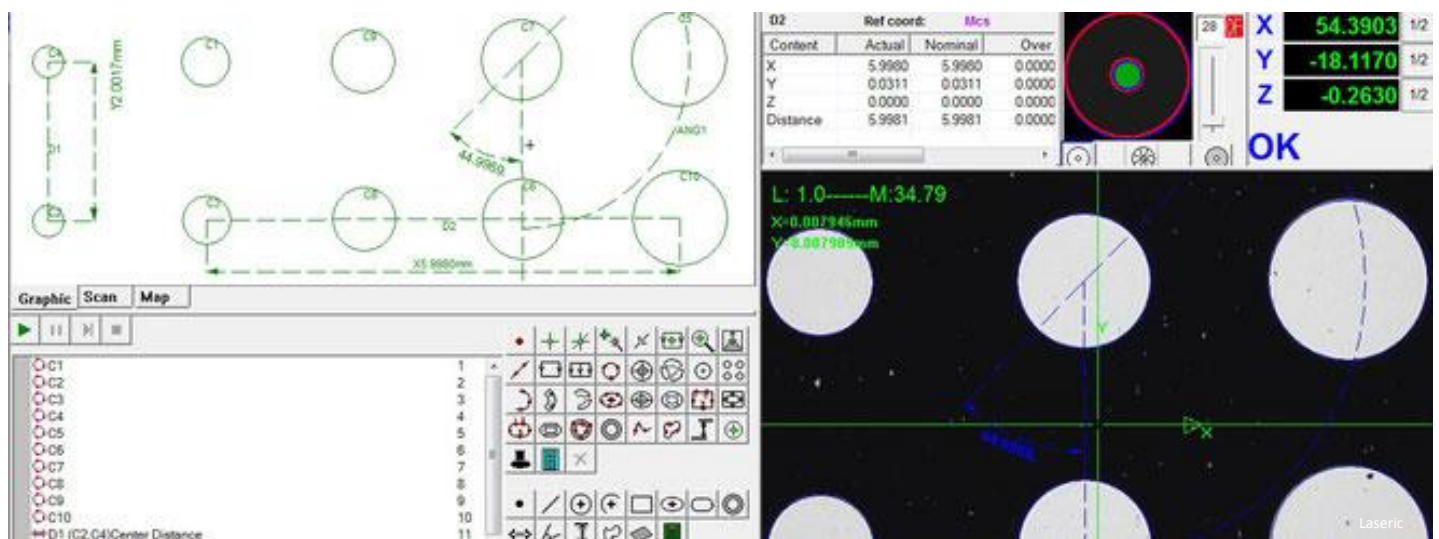 C4
Y2.0017mm
D1
C2
C1
C9
C7
C5
44.9959
ANG1
C3
C8
C6
C10
D2
X5.9980mm
Graphic Scan Map
C1 1
C2 2
C3 3
C4 4
C5 5
C6 6
C7 7
C8 8
C9 9
C10 10
D1 (C2,C4)Center Distance 11
D2 Ref coord: Mcs
Content Actual Nominal Over
X 5.9980 5.9980 0.0000
Y 0.0311 0.0311 0.0000
Z 0.0000 0.0000 0.0000
Distance 5.9981 5.9981 0.0000
28
X 54.3903 1/2
Y -18.1170 1/2
Z -0.2630 1/2
OK
L: 1.0------M:34.79
X=0.007945mm
Y
X
Laseric